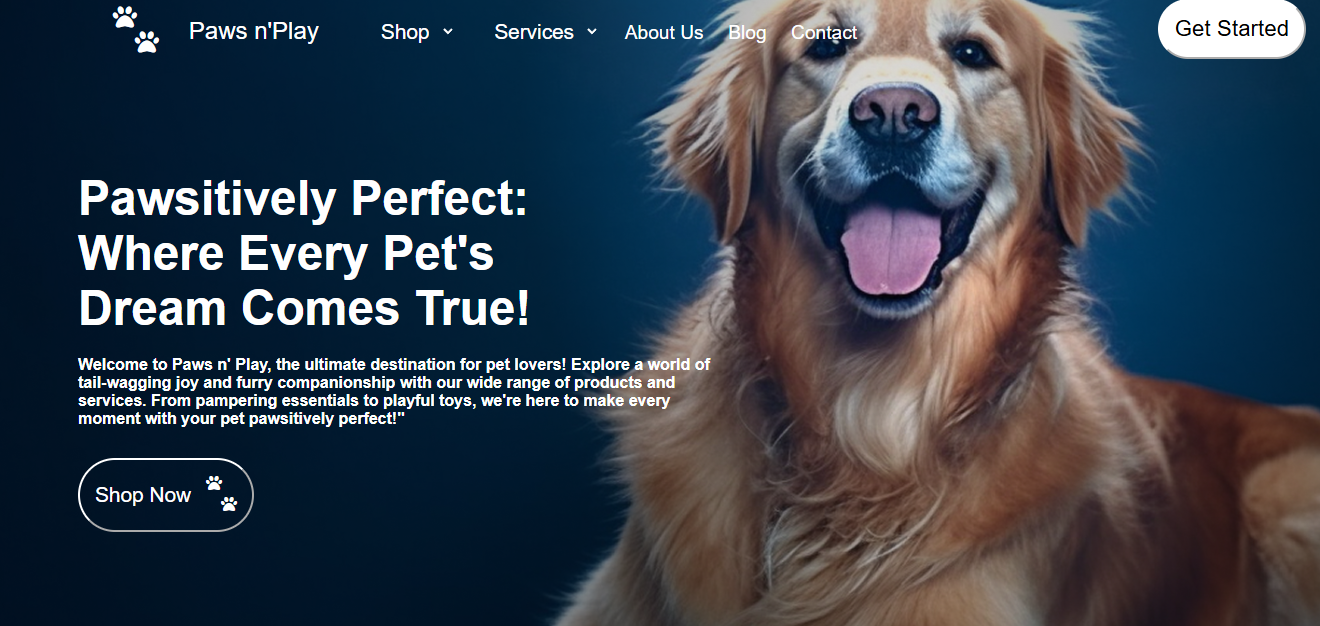 Paws n'Play Shop Services About Us Blog Contact Get Started
Pawsitively Perfect:
Where Every Pet's
Dream Comes True!
Welcome to Paws n' Play, the ultimate destination for pet lovers! Explore a world of
tail-wagging joy and furry companionship with our wide range of products and
services. From pampering essentials to playful toys, we're here to make every
moment with your pet pawsitively perfect!"
Shop Now